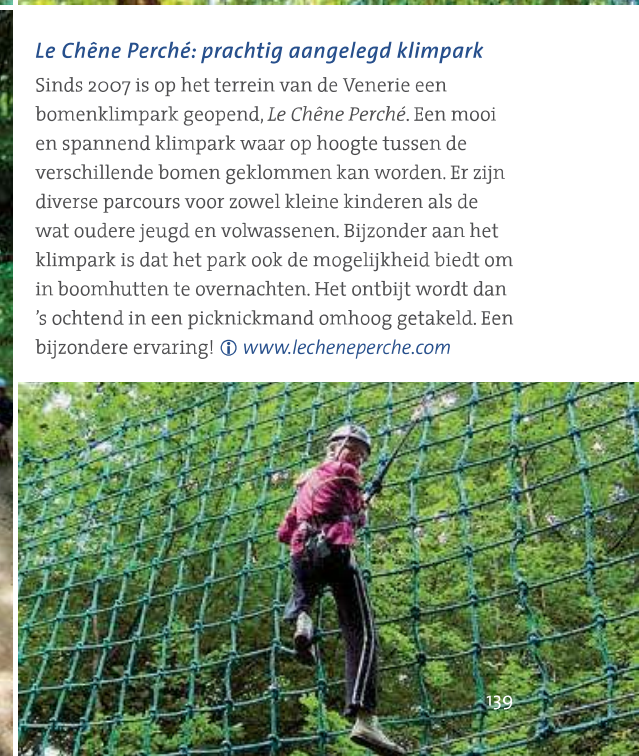 Le Chêne Perché: prachtig aangelegd klimpark
Sinds 2007 is op het terrein van de Venerie een
bomenklimpark geopend, Le Chêne Perché. Een mooi
en spannend klimpark waar op hoogte tussen de
verschillende bomen geklommen kan worden. Er zijn
diverse parcours voor zowel kleine kinderen als de
wat oudere jeugd en volwassenen. Bijzonder aan het
klimpark is dat het park ook de mogelijkheid biedt om
in boomhutten te overnachten. Het ontbijt wordt dan
’s ochtend in een picknickmand omhoog getakeld. Een
bijzondere ervaring! ⓘ www.lecheneperche.com
139